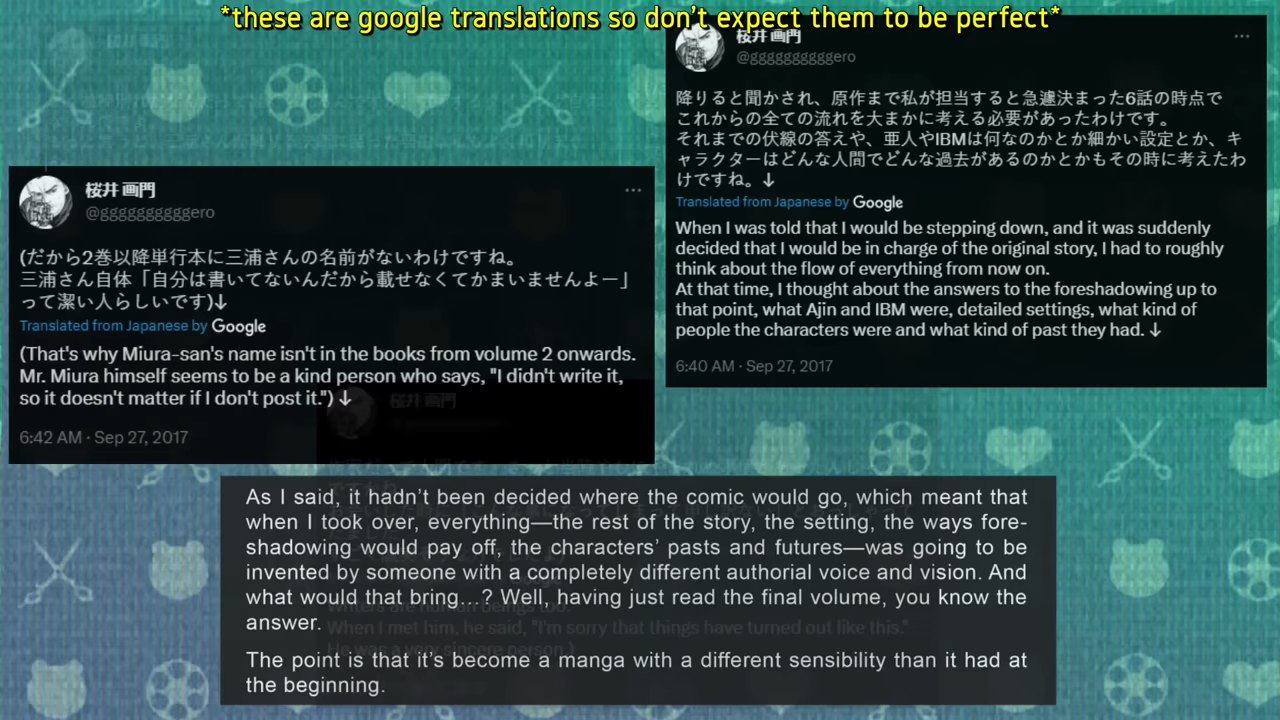 *these are google translations so don't expect them to be perfect*
桜井 画門
@ggggggggggero
降りると聞かされ、原作まで私が担当すると急遽決まった6話の時点で
これからの全ての流れを大まかに考える必要があったわけです。
それまでの伏線の答えや、亜人やIBMは何なのかとか細かい設定とか、キ
ャラクターはどんな人間でどんな過去があるのかとかもその時に考えたわ
けですね。↓
Translated from Japanese by Google
When I was told that I would be stepping down, and it was suddenly
decided that I would be in charge of the original story, I had to roughly
think about the flow of everything from now on.
At that time, I thought about the answers to the foreshadowing up to
that point, what Ajin and IBM were, detailed settings, what kind of
people the characters were and what kind of past they had. ↓
6:40 AM · Sep 27, 2017
桜井 画門
@ggggggggggero
(だから2巻以降単行本に三浦さんの名前がないわけですね。
三浦さん自体「自分は書いてないんだから載せなくてかまいませんよー」
って潔い人らしいです)↓
Translated from Japanese by Google
(That's why Miura-san's name isn't in the books from volume 2 onwards.
Mr. Miura himself seems to be a kind person who says, "I didn't write it,
so it doesn't matter if I don't post it.") ↓
6:42 AM · Sep 27, 2017
桜井 画門
As I said, it hadn't been decided where the comic would go, which meant that
when I took over, everything—the rest of the story, the setting, the ways fore-
shadowing would pay off, the characters' pasts and futures—was going to be
invented by someone with a completely different authorial voice and vision. And
what would that bring...? Well, having just read the final volume, you know the
answer.
When I met him, he said, "I'm sorry that things have turned out like this."
He was a very sincere person.)
The point is that it's become a manga with a different sensibility than it had at
the beginning.